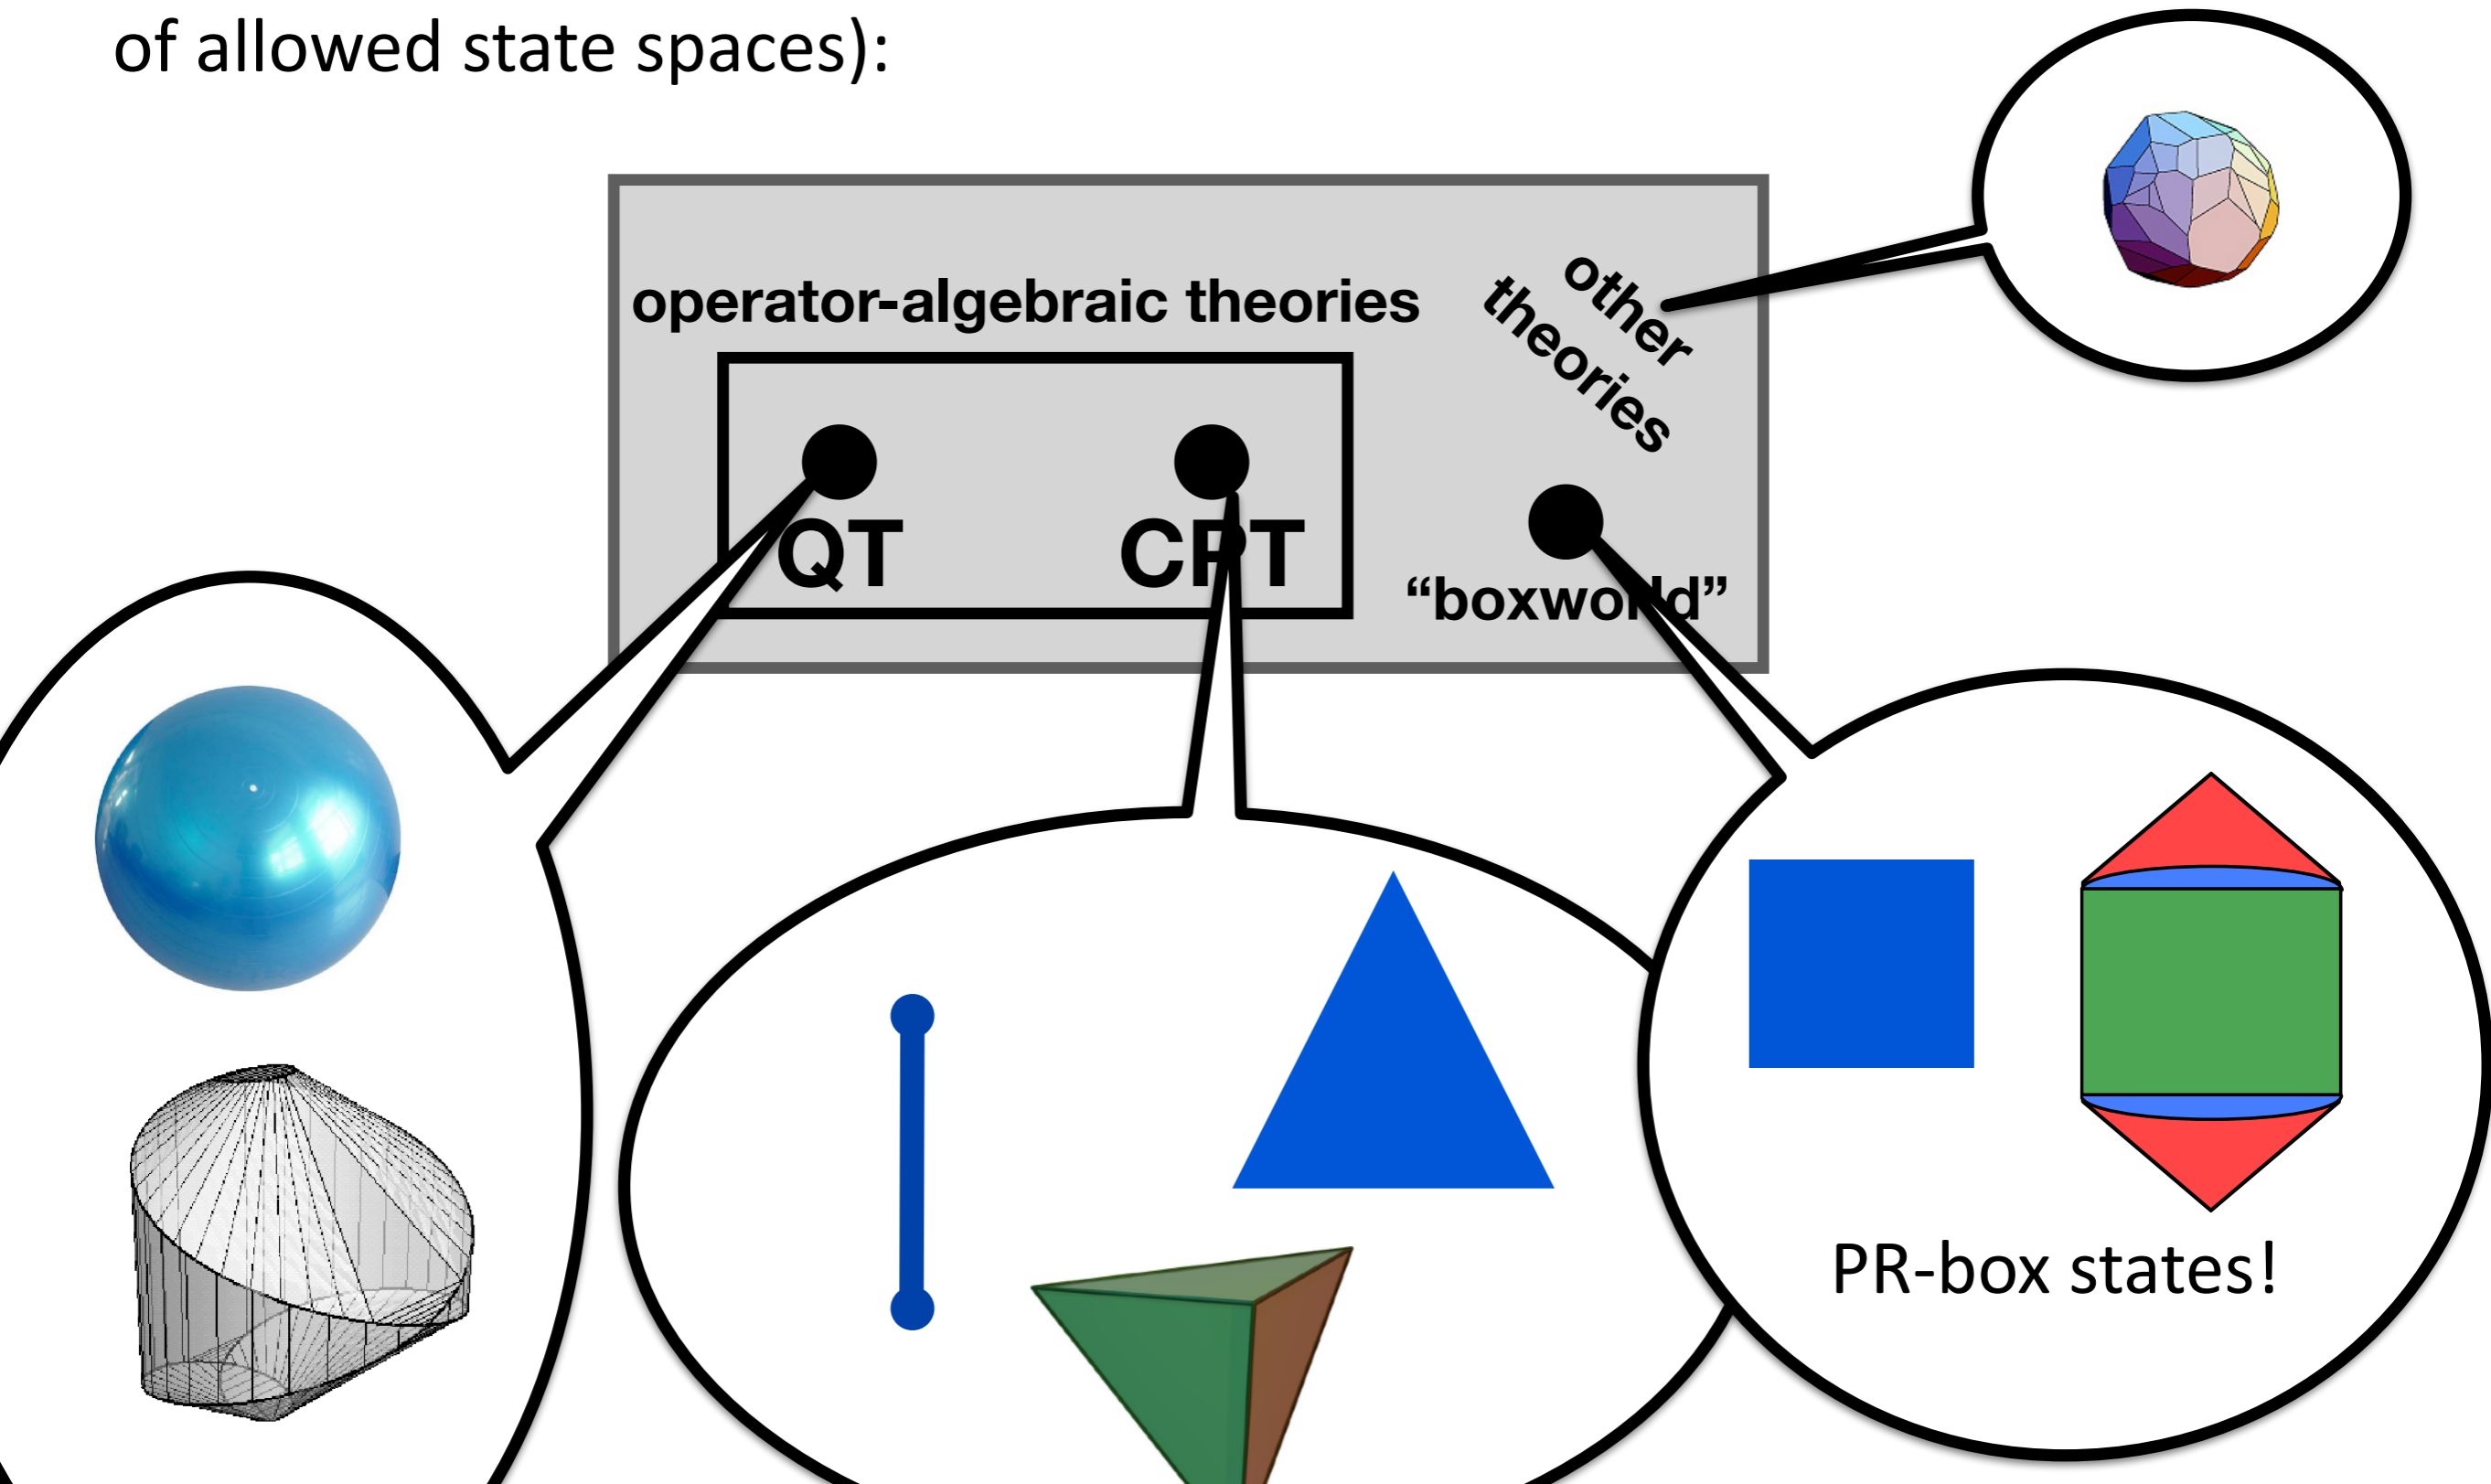 of allowed state spaces):
operator-algebraic theories
other
theories
QT
CPT
“boxworld”
PR-box states!